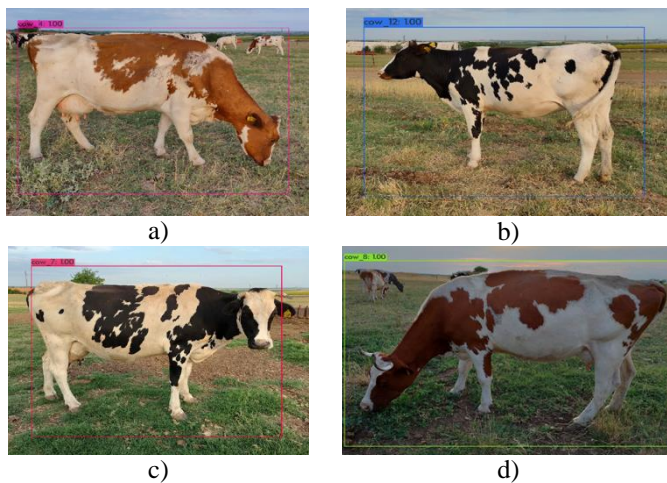 cow_4: 1.00
cow_12: 1.00
a)
b)
cow_7: 1.00
cow_8: 1.00
c)
d)